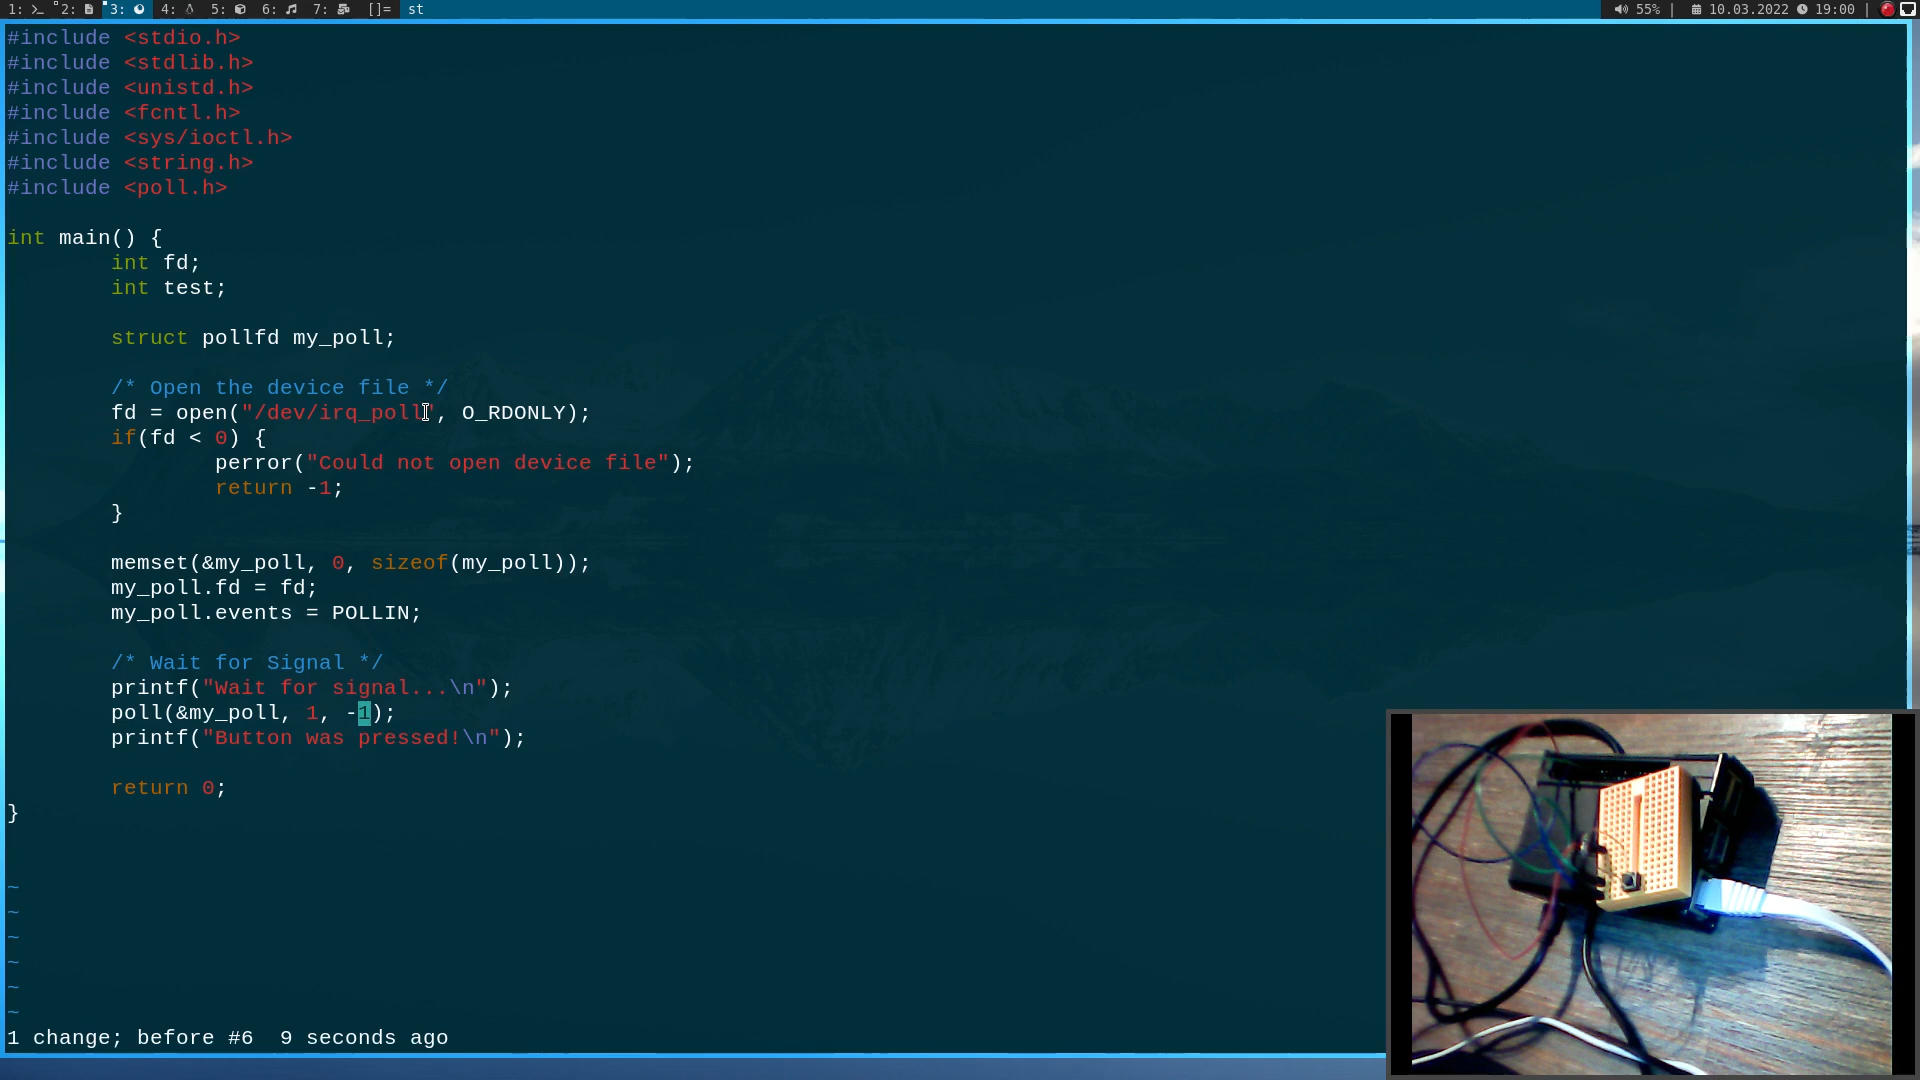 1: 2: 3: 4: 5: 6: 7: []= st 55% | 10.03.2022 19:00 |
#include <stdio.h>
#include <stdlib.h>
#include <unistd.h>
#include <fcntl.h>
#include <sys/ioctl.h>
#include <string.h>
#include <poll.h>
int main() {
int fd;
int test;
struct pollfd my_poll;
/* Open the device file */
fd = open("/dev/irq_poll", O_RDONLY);
if(fd < 0) {
perror("Could not open device file");
return -1;
}
memset(&my_poll, 0, sizeof(my_poll));
my_poll.fd = fd;
my_poll.events = POLLIN;
/* Wait for Signal */
printf("Wait for signal...\n");
poll(&my_poll, 1, -1);
printf("Button was pressed!\n");
return 0;
}
~
~
~
~
~
~
1 change; before #6 9 seconds ago